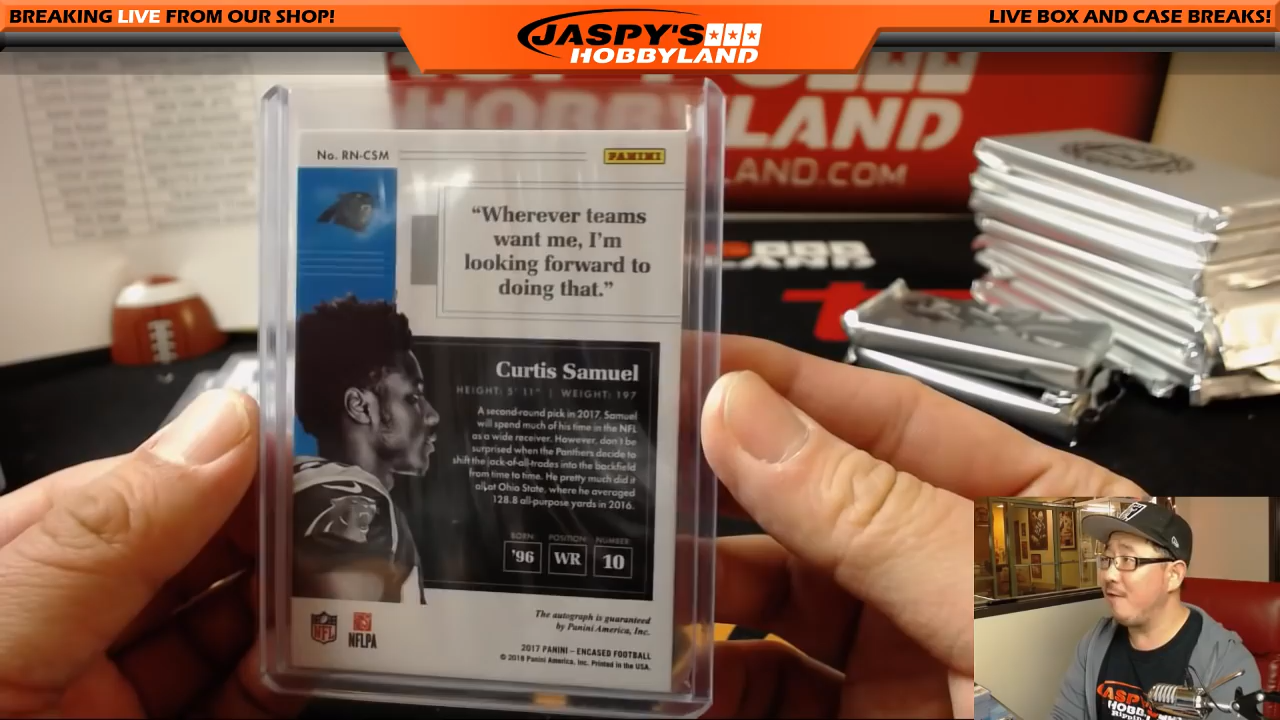 BREAKING LIVE FROM OUR SHOP!
JASPY'S
HOBBYLAND
LIVE BOX AND CASE BREAKS!
HOBBYLAND
LAND.COM
LAND
No. RN-CSM
PANINI
“Wherever teams
want me, I’m
looking forward to
doing that.”
Curtis Samuel
HEIGHT: 5' 11" | WEIGHT: 197
A second-round pick in 2017, Samuel
will spend much of his time in the NFL
as a wide receiver. However, don't be
surprised when the Panthers decide to
shift the jack-of-all-trades into the backfield
from time to time. He pretty much did it
all at Ohio State, where he averaged
128.8 all-purpose yards in 2016.
BORN POSITION NUMBER
'96 WR 10
The autograph is guaranteed
by Panini America, Inc.
NFL NFLPA
2017 PANINI – ENCASED FOOTBALL
© 2018 Panini America, Inc. Printed in the USA.
JASPY'S
HOBBY